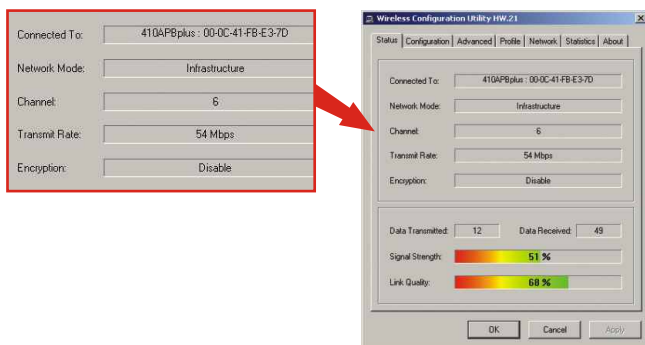 Connected To: 410APBplus : 00-0C-41-FB-E3-7D
Network Mode: Infrastructure
Channel: 6
Transmit Rate: 54 Mbps
Encryption: Disable
Wireless Configuration Utility HW.21
Status Configuration Advanced Profile Network Statistics About
Connected To: 410APBplus : 00-0C-41-FB-E3-7D
Network Mode: Infrastructure
Channel: 6
Transmit Rate: 54 Mbps
Encryption: Disable
Data Transmitted: 12 Data Received: 49
Signal Strength: 51 %
Link Quality: 68 %
OK Cancel Apply